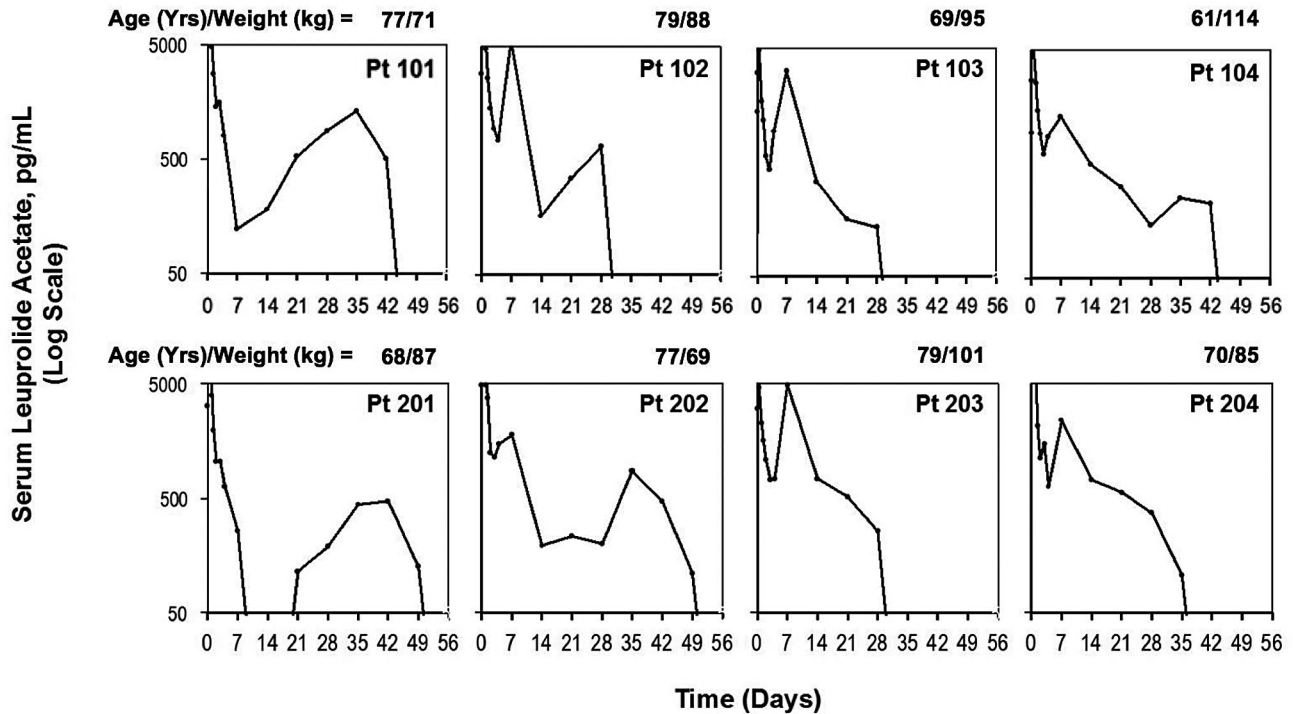 Age (Yrs)/Weight (kg) = 77/71 79/88 69/95 61/114
Serum Leuprolide Acetate, pg/mL
(Log Scale)
5000
500
50
Pt 101 Pt 102 Pt 103 Pt 104
0 7 14 21 28 35 42 49 56 0 7 14 21 28 35 42 49 56 0 7 14 21 28 35 42 49 56 0 7 14 21 28 35 42 49 56
Age (Yrs)/Weight (kg) = 68/87 77/69 79/101 70/85
5000
500
50
Pt 201 Pt 202 Pt 203 Pt 204
0 7 14 21 28 35 42 49 56 0 7 14 21 28 35 42 49 56 0 7 14 21 28 35 42 49 56 0 7 14 21 28 35 42 49 56
Time (Days)